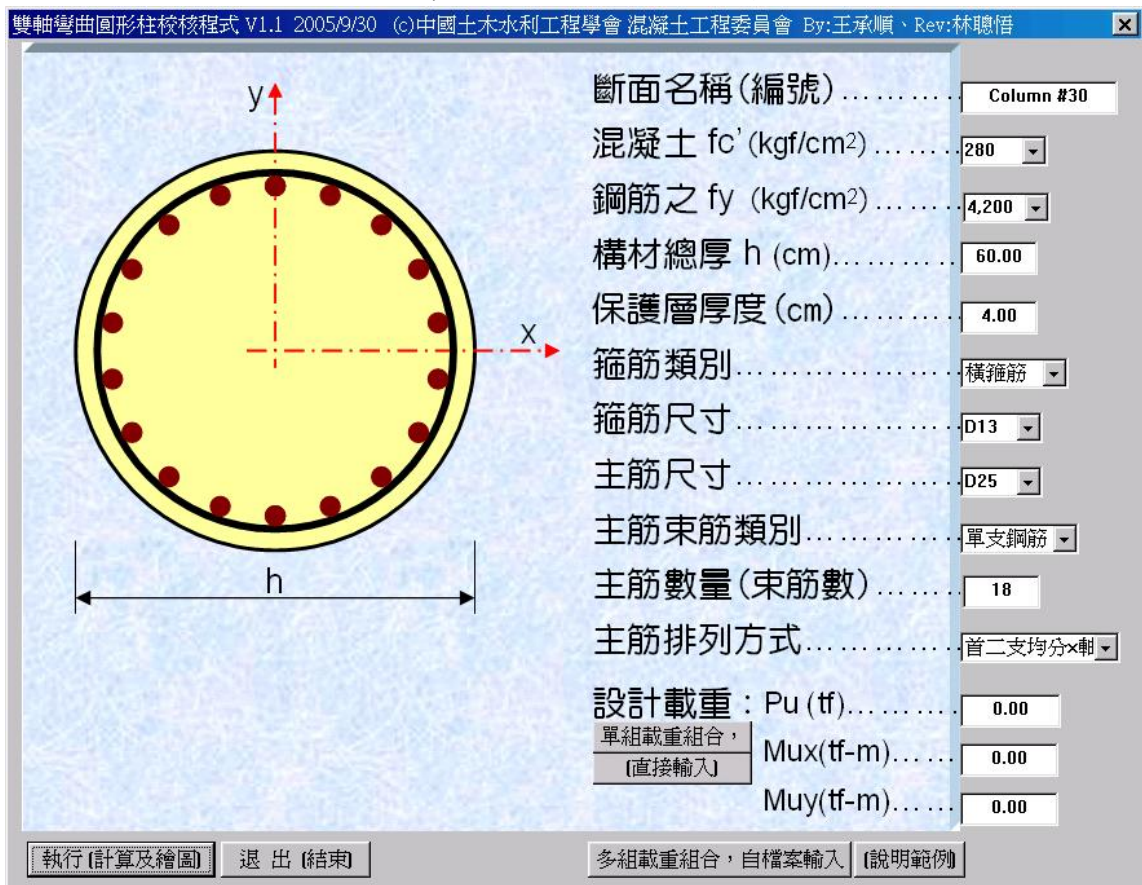 雙軸彎曲圓形柱校核程式 V1.1 2005/9/30 (c)中國土木水利工程學會 混凝土工程委員會 By:王承順、Rev:林聰悟
y
x
h
斷面名稱(編號)........... Column #30
混凝土 fc'(kgf/cm2)....... 280
鋼筋之 fy (kgf/cm2)....... 4,200
構材總厚 h (cm)........... 60.00
保護層厚度(cm)........... 4.00
箍筋類別................... 橫箍筋
箍筋尺寸................... D13
主筋尺寸................... D25
主筋束筋類別.............. 單支鋼筋
主筋數量(束筋數)........ 18
主筋排列方式.............. 首二支均分×軸
設計載重：Pu (tf).......... 0.00
單組載重組合，
(直接輸入)
Mux(tf-m)...... 0.00
Muy(tf-m)...... 0.00
執行(計算及繪圖) 退 出 (結束) 多組載重組合，自檔案輸入 (說明範例)